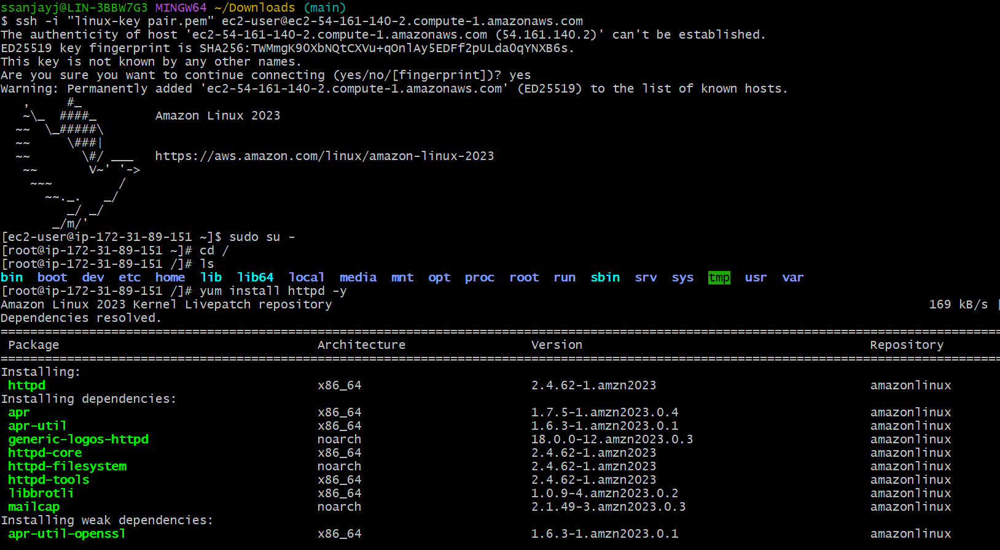 ssanjayj@LIN-3BBW7G3 MINGW64 ~/Downloads (main)
$ ssh -i "linux-key pair.pem" ec2-user@ec2-54-161-140-2.compute-1.amazonaws.com
The authenticity of host 'ec2-54-161-140-2.compute-1.amazonaws.com (54.161.140.2)' can't be established.
ED25519 key fingerprint is SHA256:TWMmgK9OXbNQtCXVu+qOnlAy5EDFf2pULdaOqYNXB6s.
This key is not known by any other names.
Are you sure you want to continue connecting (yes/no/[fingerprint])? yes
Warning: Permanently added 'ec2-54-161-140-2.compute-1.amazonaws.com' (ED25519) to the list of known hosts.
   ,     #_
   ~\_  ####_        Amazon Linux 2023
  ~~  \_#####\
  ~~     \###|
  ~~       \#/ ___   https://aws.amazon.com/linux/amazon-linux-2023
   ~~       V~' '->
    ~~~         /
      ~~._.   _/
         _/ _/
       _/m/'
[ec2-user@ip-172-31-89-151 ~]$ sudo su -
[root@ip-172-31-89-151 ~]# cd /
[root@ip-172-31-89-151 /]# ls
bin  boot  dev  etc  home  lib  lib64  local  media  mnt  opt  proc  root  run  sbin  srv  sys  tmp  usr  var
[root@ip-172-31-89-151 /]# yum install httpd -y
Amazon Linux 2023 Kernel Livepatch repository 169 kB/s |
Dependencies resolved.
================================================================================
Package Architecture Version Repository
================================================================================
Installing:
httpd x86_64 2.4.62-1.amzn2023 amazonlinux
Installing dependencies:
apr x86_64 1.7.5-1.amzn2023.0.4 amazonlinux
apr-util x86_64 1.6.3-1.amzn2023.0.1 amazonlinux
generic-logos-httpd noarch 18.0.0-12.amzn2023.0.3 amazonlinux
httpd-core x86_64 2.4.62-1.amzn2023 amazonlinux
httpd-filesystem noarch 2.4.62-1.amzn2023 amazonlinux
httpd-tools x86_64 2.4.62-1.amzn2023 amazonlinux
libbrotli x86_64 1.0.9-4.amzn2023.0.2 amazonlinux
mailcap noarch 2.1.49-3.amzn2023.0.3 amazonlinux
Installing weak dependencies:
apr-util-openssl x86_64 1.6.3-1.amzn2023.0.1 amazonlinux